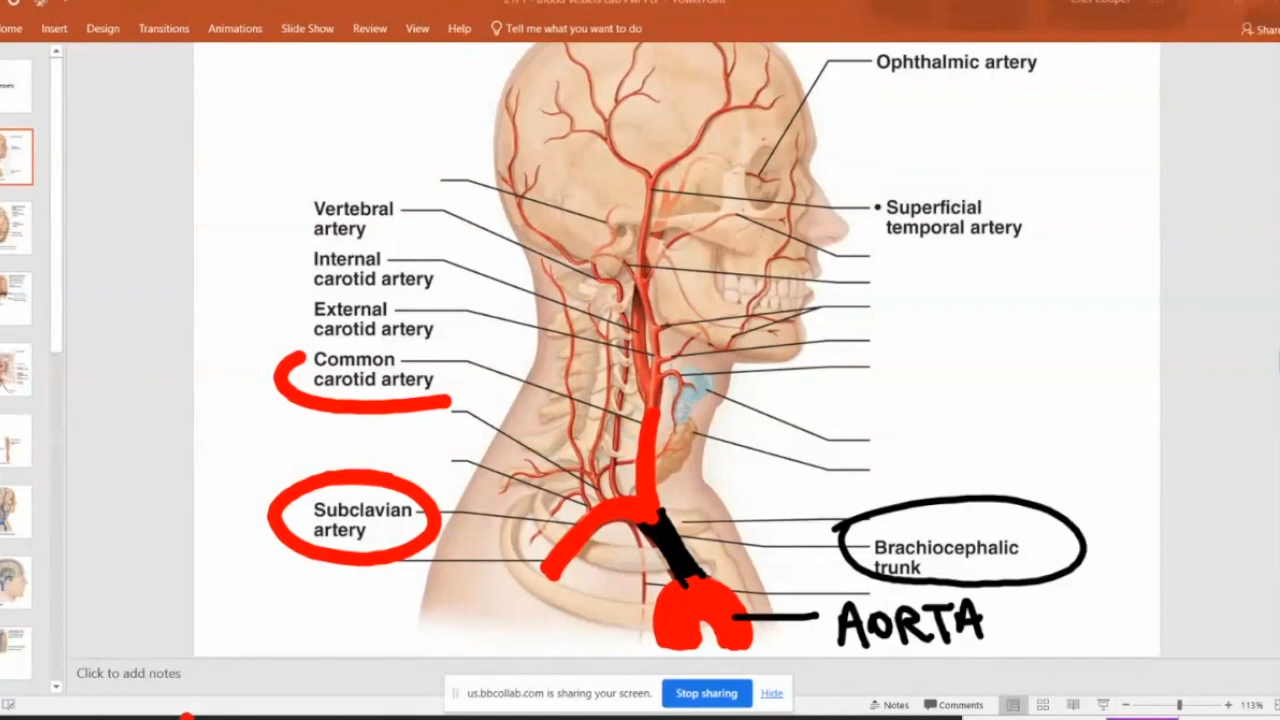 Home Insert Design Transitions Animations Slide Show Review View Help Tell me what you want to do Share
Ophthalmic artery
Vertebral
artery
• Superficial
temporal artery
Internal
carotid artery
External
carotid artery
Common
carotid artery
Subclavian
artery
Brachiocephalic
trunk
AORTA
Click to add notes
us.bbcollab.com is sharing your screen. Stop sharing Hide
Notes Comments 113%